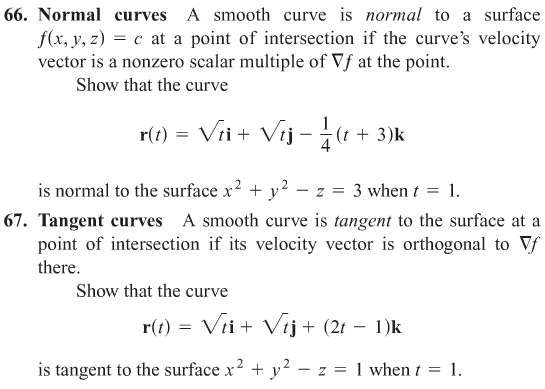 66. Normal curves A smooth curve is normal to a surface
f(x, y, z) = c at a point of intersection if the curve's velocity
vector is a nonzero scalar multiple of ∇f at the point.
Show that the curve
r(t) = √t i + √t j − 1/4 (t + 3)k
is normal to the surface x² + y² − z = 3 when t = 1.
67. Tangent curves A smooth curve is tangent to the surface at a
point of intersection if its velocity vector is orthogonal to ∇f
there.
Show that the curve
r(t) = √t i + √t j + (2t − 1)k
is tangent to the surface x² + y² − z = 1 when t = 1.